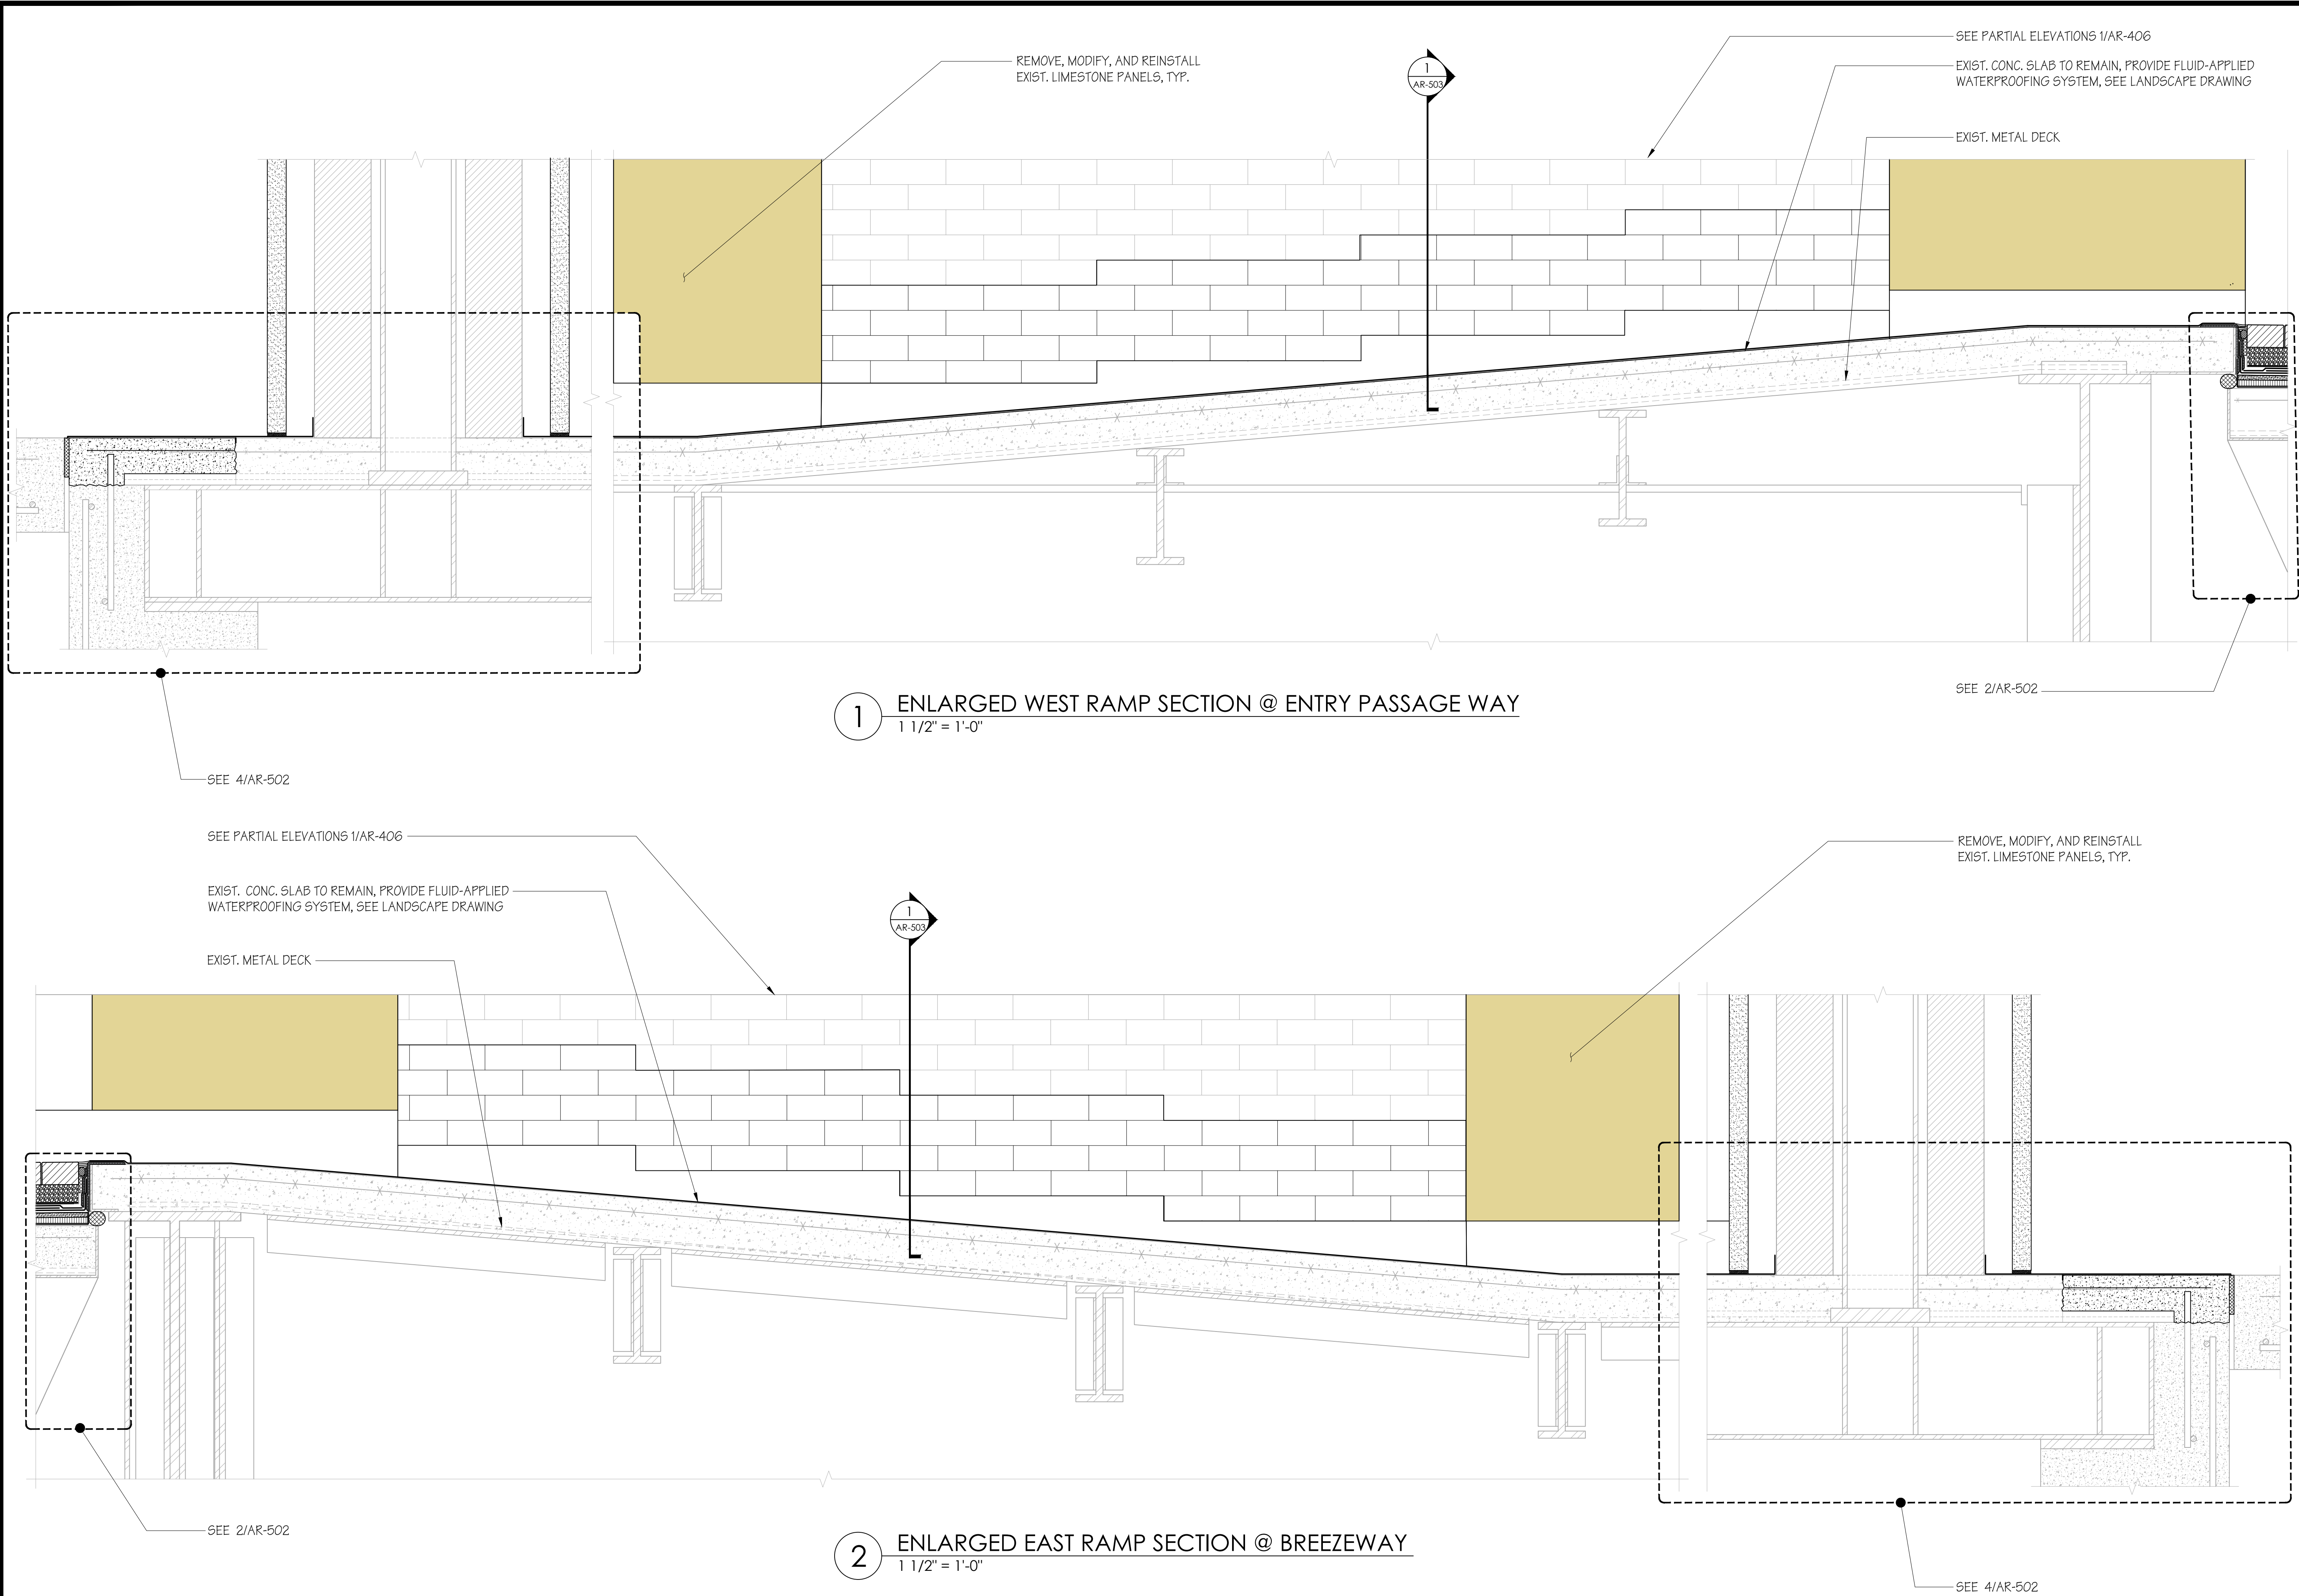 SEE PARTIAL ELEVATIONS 1/AR-406
REMOVE, MODIFY, AND REINSTALL
EXIST. LIMESTONE PANELS, TYP.
1
AR-503
EXIST. CONC. SLAB TO REMAIN, PROVIDE FLUID-APPLIED
WATERPROOFING SYSTEM, SEE LANDSCAPE DRAWING
EXIST. METAL DECK
SEE 2/AR-502
1
ENLARGED WEST RAMP SECTION @ ENTRY PASSAGE WAY
1 1/2" = 1'-0"
SEE 4/AR-502
SEE PARTIAL ELEVATIONS 1/AR-406
REMOVE, MODIFY, AND REINSTALL
EXIST. LIMESTONE PANELS, TYP.
EXIST. CONC. SLAB TO REMAIN, PROVIDE FLUID-APPLIED
WATERPROOFING SYSTEM, SEE LANDSCAPE DRAWING
1
AR-503
EXIST. METAL DECK
SEE 2/AR-502
2
ENLARGED EAST RAMP SECTION @ BREEZEWAY
1 1/2" = 1'-0"
SEE 4/AR-502